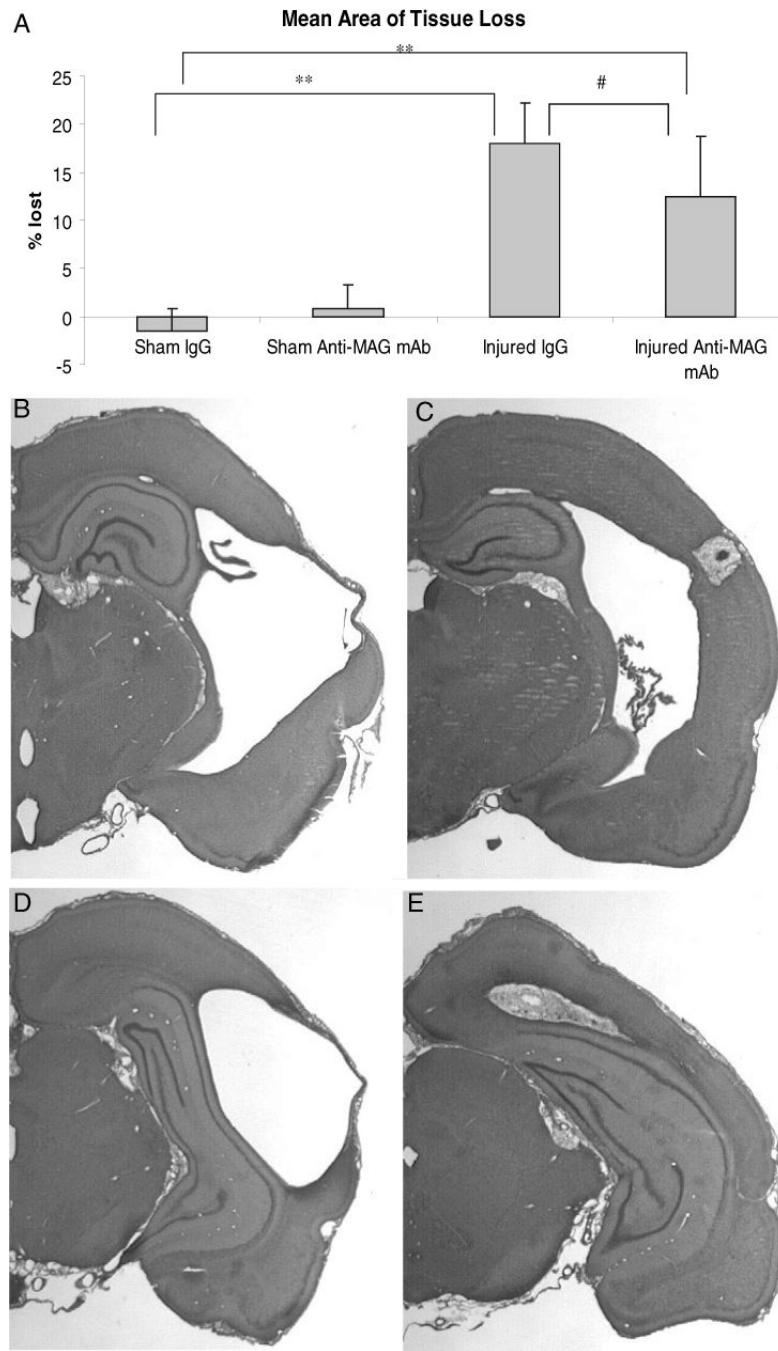 A
Mean Area of Tissue Loss
**
**
#
25
20
15
10
5
0
-5
% lost
Sham IgG
Sham Anti-MAG mAb
Injured IgG
Injured Anti-MAG
mAb
B
C
D
E